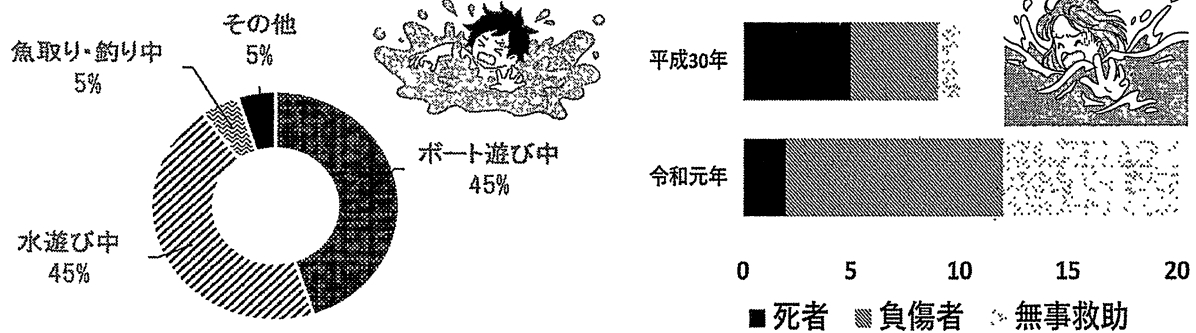 その他
5%
魚取り・釣り中
5%
ボート遊び中
45%
水遊び中
45%
平成30年
令和元年
0 5 10 15 20
死者 負傷者 無事救助